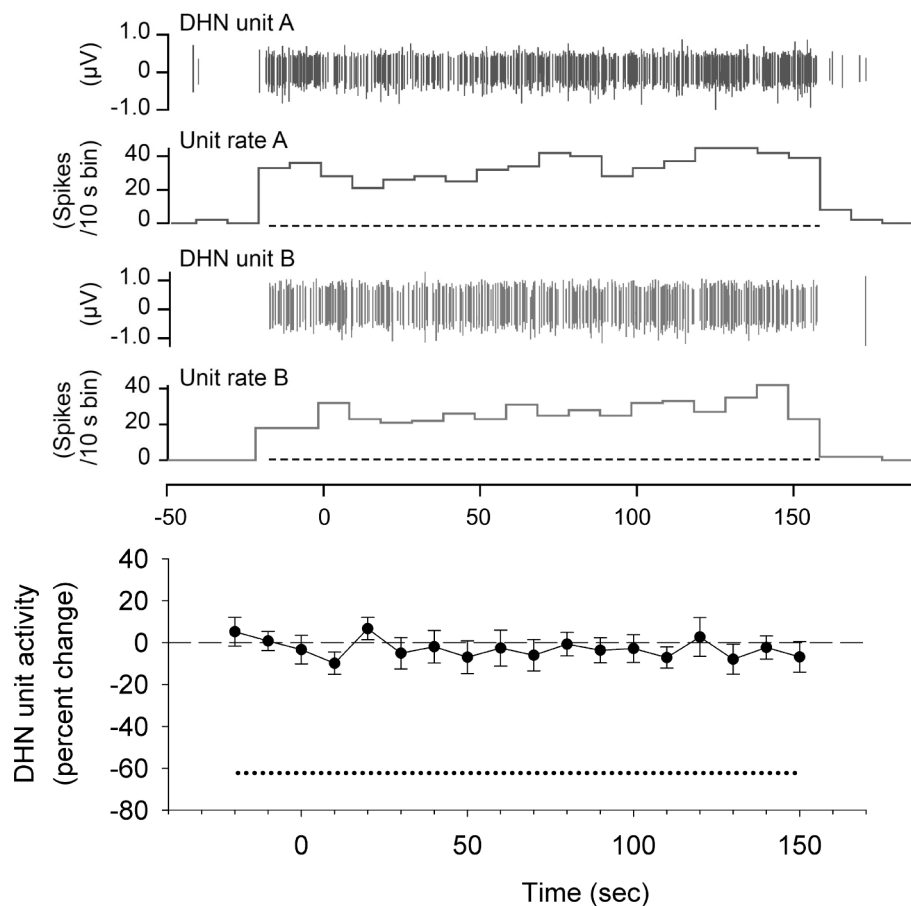 DHN unit A
(µV)
1.0
0
-1.0
Unit rate A
(Spikes
/10 s bin)
40
20
0
DHN unit B
(µV)
1.0
0
-1.0
Unit rate B
(Spikes
/10 s bin)
40
20
0
-50 0 50 100 150
DHN unit activity
(percent change)
40
20
0
-20
-40
-60
-80
0 50 100 150
Time (sec)